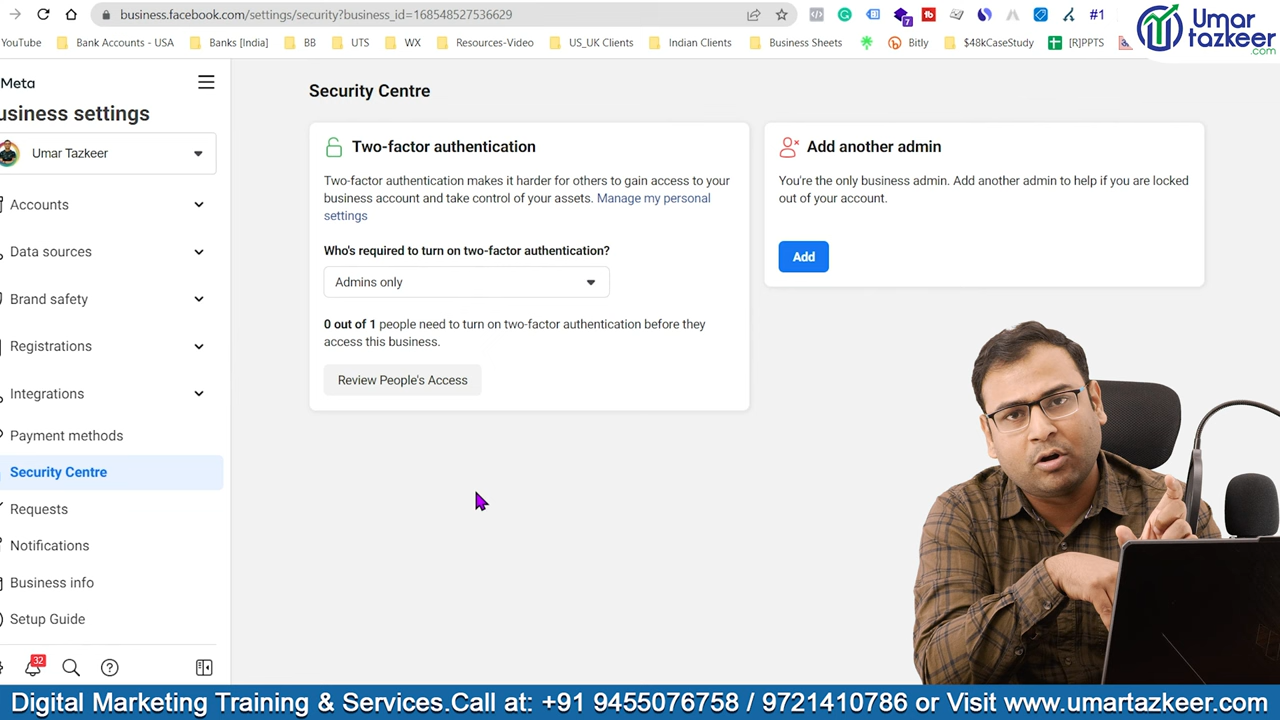 business.facebook.com/settings/security?business_id=168548527536629
7
#1
Umar
tazkeer
.com
YouTube
Bank Accounts - USA
Banks [India]
BB
UTS
WX
Resources-Video
US_UK Clients
Indian Clients
Business Sheets
Bitly
$48kCaseStudy
[R]PPTS
Meta
usiness settings
Umar Tazkeer
Accounts
Data sources
Brand safety
Registrations
Integrations
Payment methods
Security Centre
Requests
Notifications
Business info
Setup Guide
32
Security Centre
Two-factor authentication
Two-factor authentication makes it harder for others to gain access to your
business account and take control of your assets. Manage my personal
settings
Who's required to turn on two-factor authentication?
Admins only
0 out of 1 people need to turn on two-factor authentication before they
access this business.
Review People's Access
Add another admin
You're the only business admin. Add another admin to help if you are locked
out of your account.
Add
Digital Marketing Training & Services.Call at: +91 9455076758 / 9721410786 or Visit www.umartazkeer.com